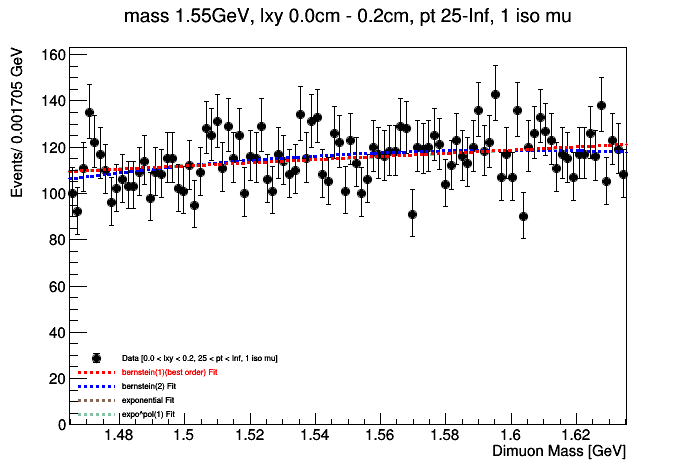 mass 1.55GeV, lxy 0.0cm - 0.2cm, pt 25-Inf, 1 iso mu
Events/ 0.001705 GeV
160
140
120
100
80
60
40
20
0
Data [0.0 < lxy < 0.2, 25 < pt < Inf, 1 iso mu]
bernstein(1)(best order) Fit
bernstein(2) Fit
exponential Fit
expo*pol(1) Fit
1.48 1.5 1.52 1.54 1.56 1.58 1.6 1.62
Dimuon Mass [GeV]